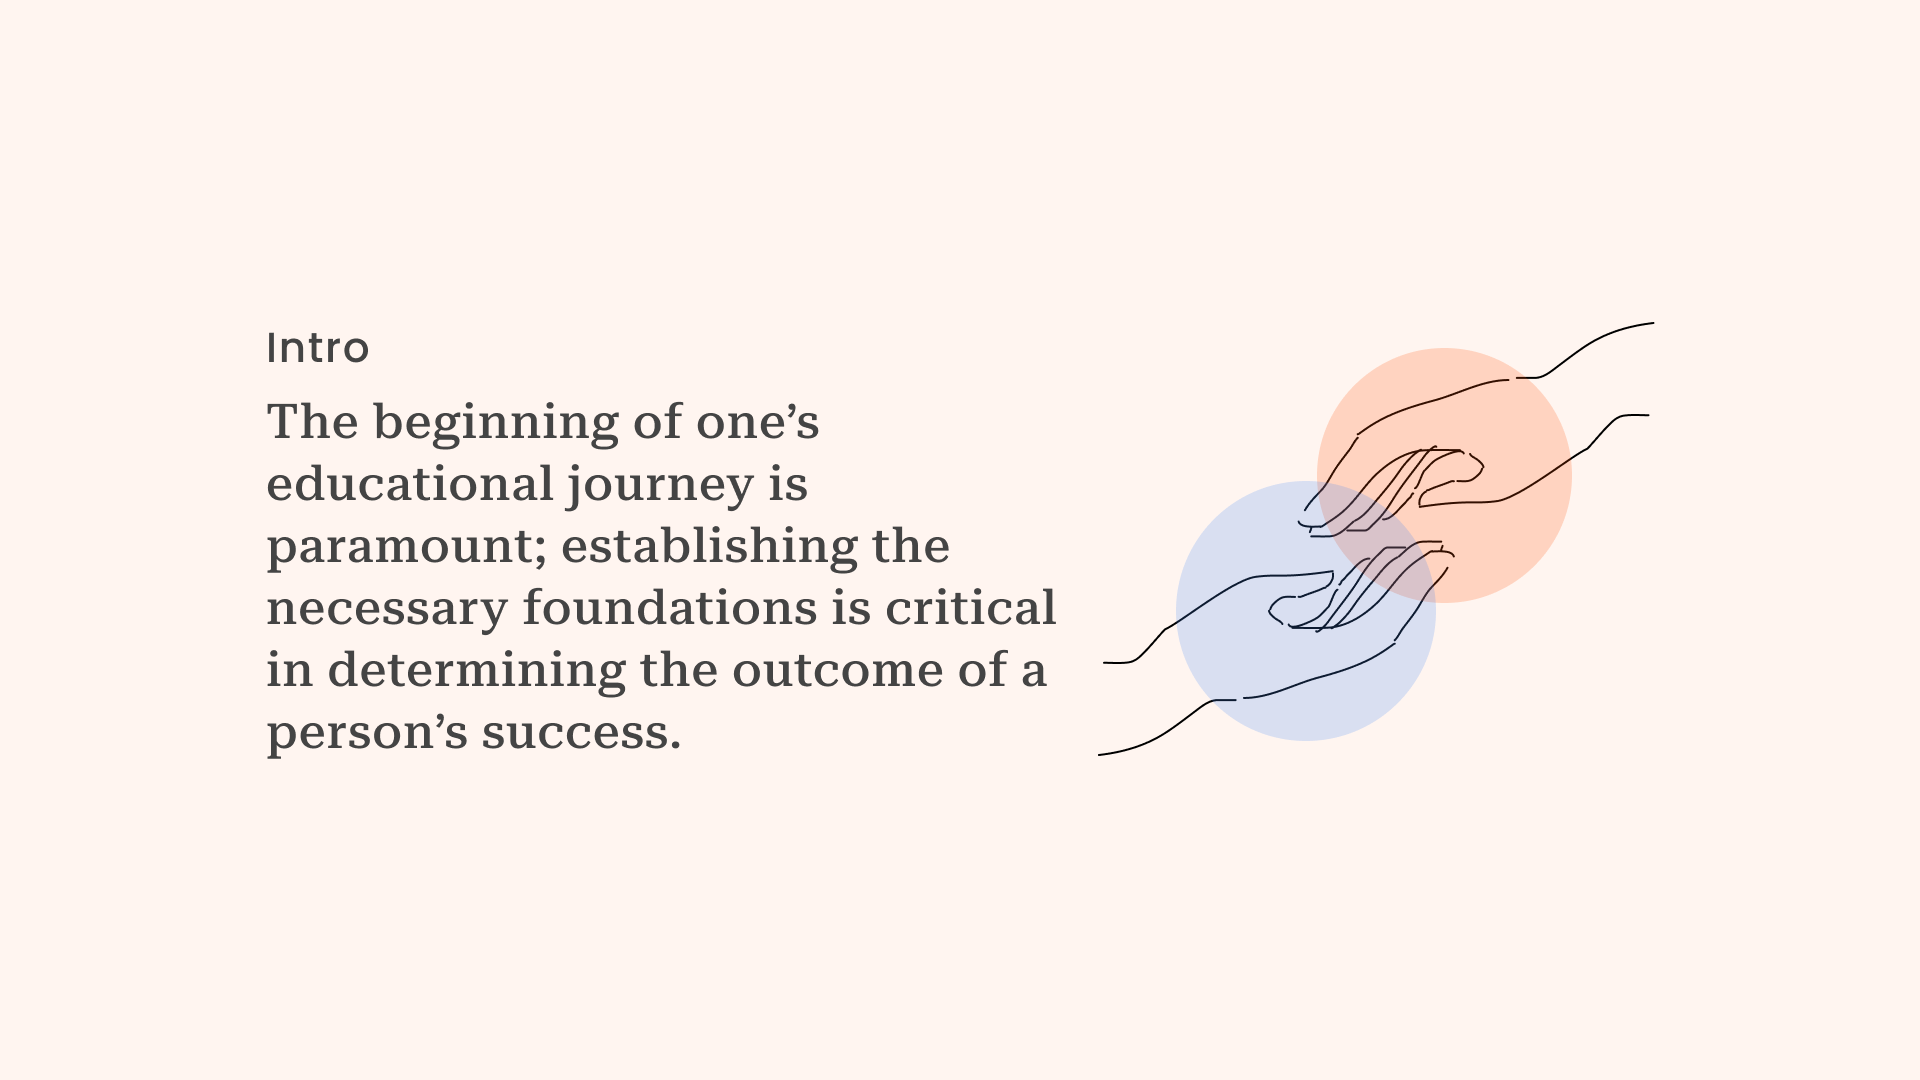 Intro
The beginning of one’s
educational journey is
paramount; establishing the
necessary foundations is critical
in determining the outcome of a
person’s success.